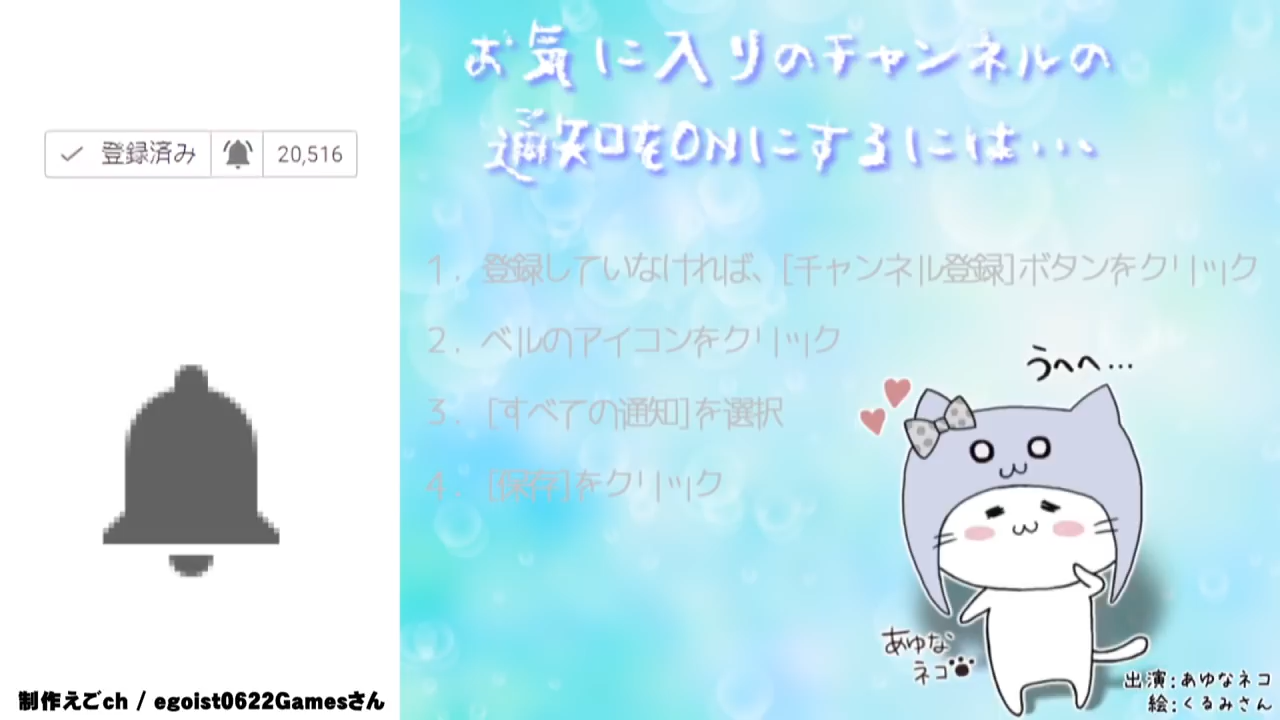 お気に入りのチャンネルの
通知をONにするには…
登録済み 20,516
1. 登録していなければ、[チャンネル登録]ボタンをクリック
2. ベルのアイコンをクリック
3. [すべての通知]を選択
4. [保存]をクリック
うへへ…
あゆな
ネコ
制作えごch / egoist0622Gamesさん
出演:あゆなネコ
絵:くるみさん